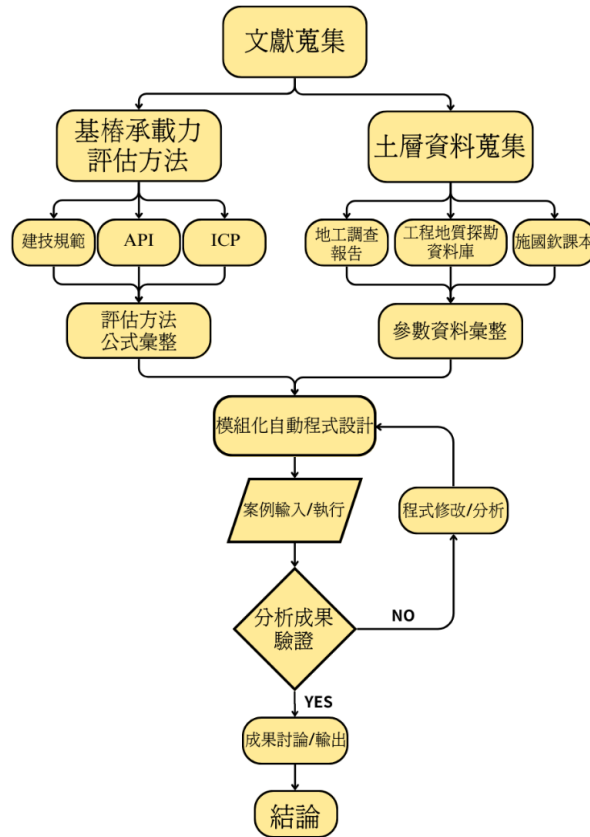 文獻蒐集
基樁承載力
評估方法
土層資料蒐集
建技規範
API
ICP
地工調查
報告
工程地質探勘
資料庫
施國欽課本
評估方法
公式彙整
參數資料彙整
模組化自動程式設計
案例輸入/執行
程式修改/分析
分析成果
驗證
NO
YES
成果討論/輸出
結論